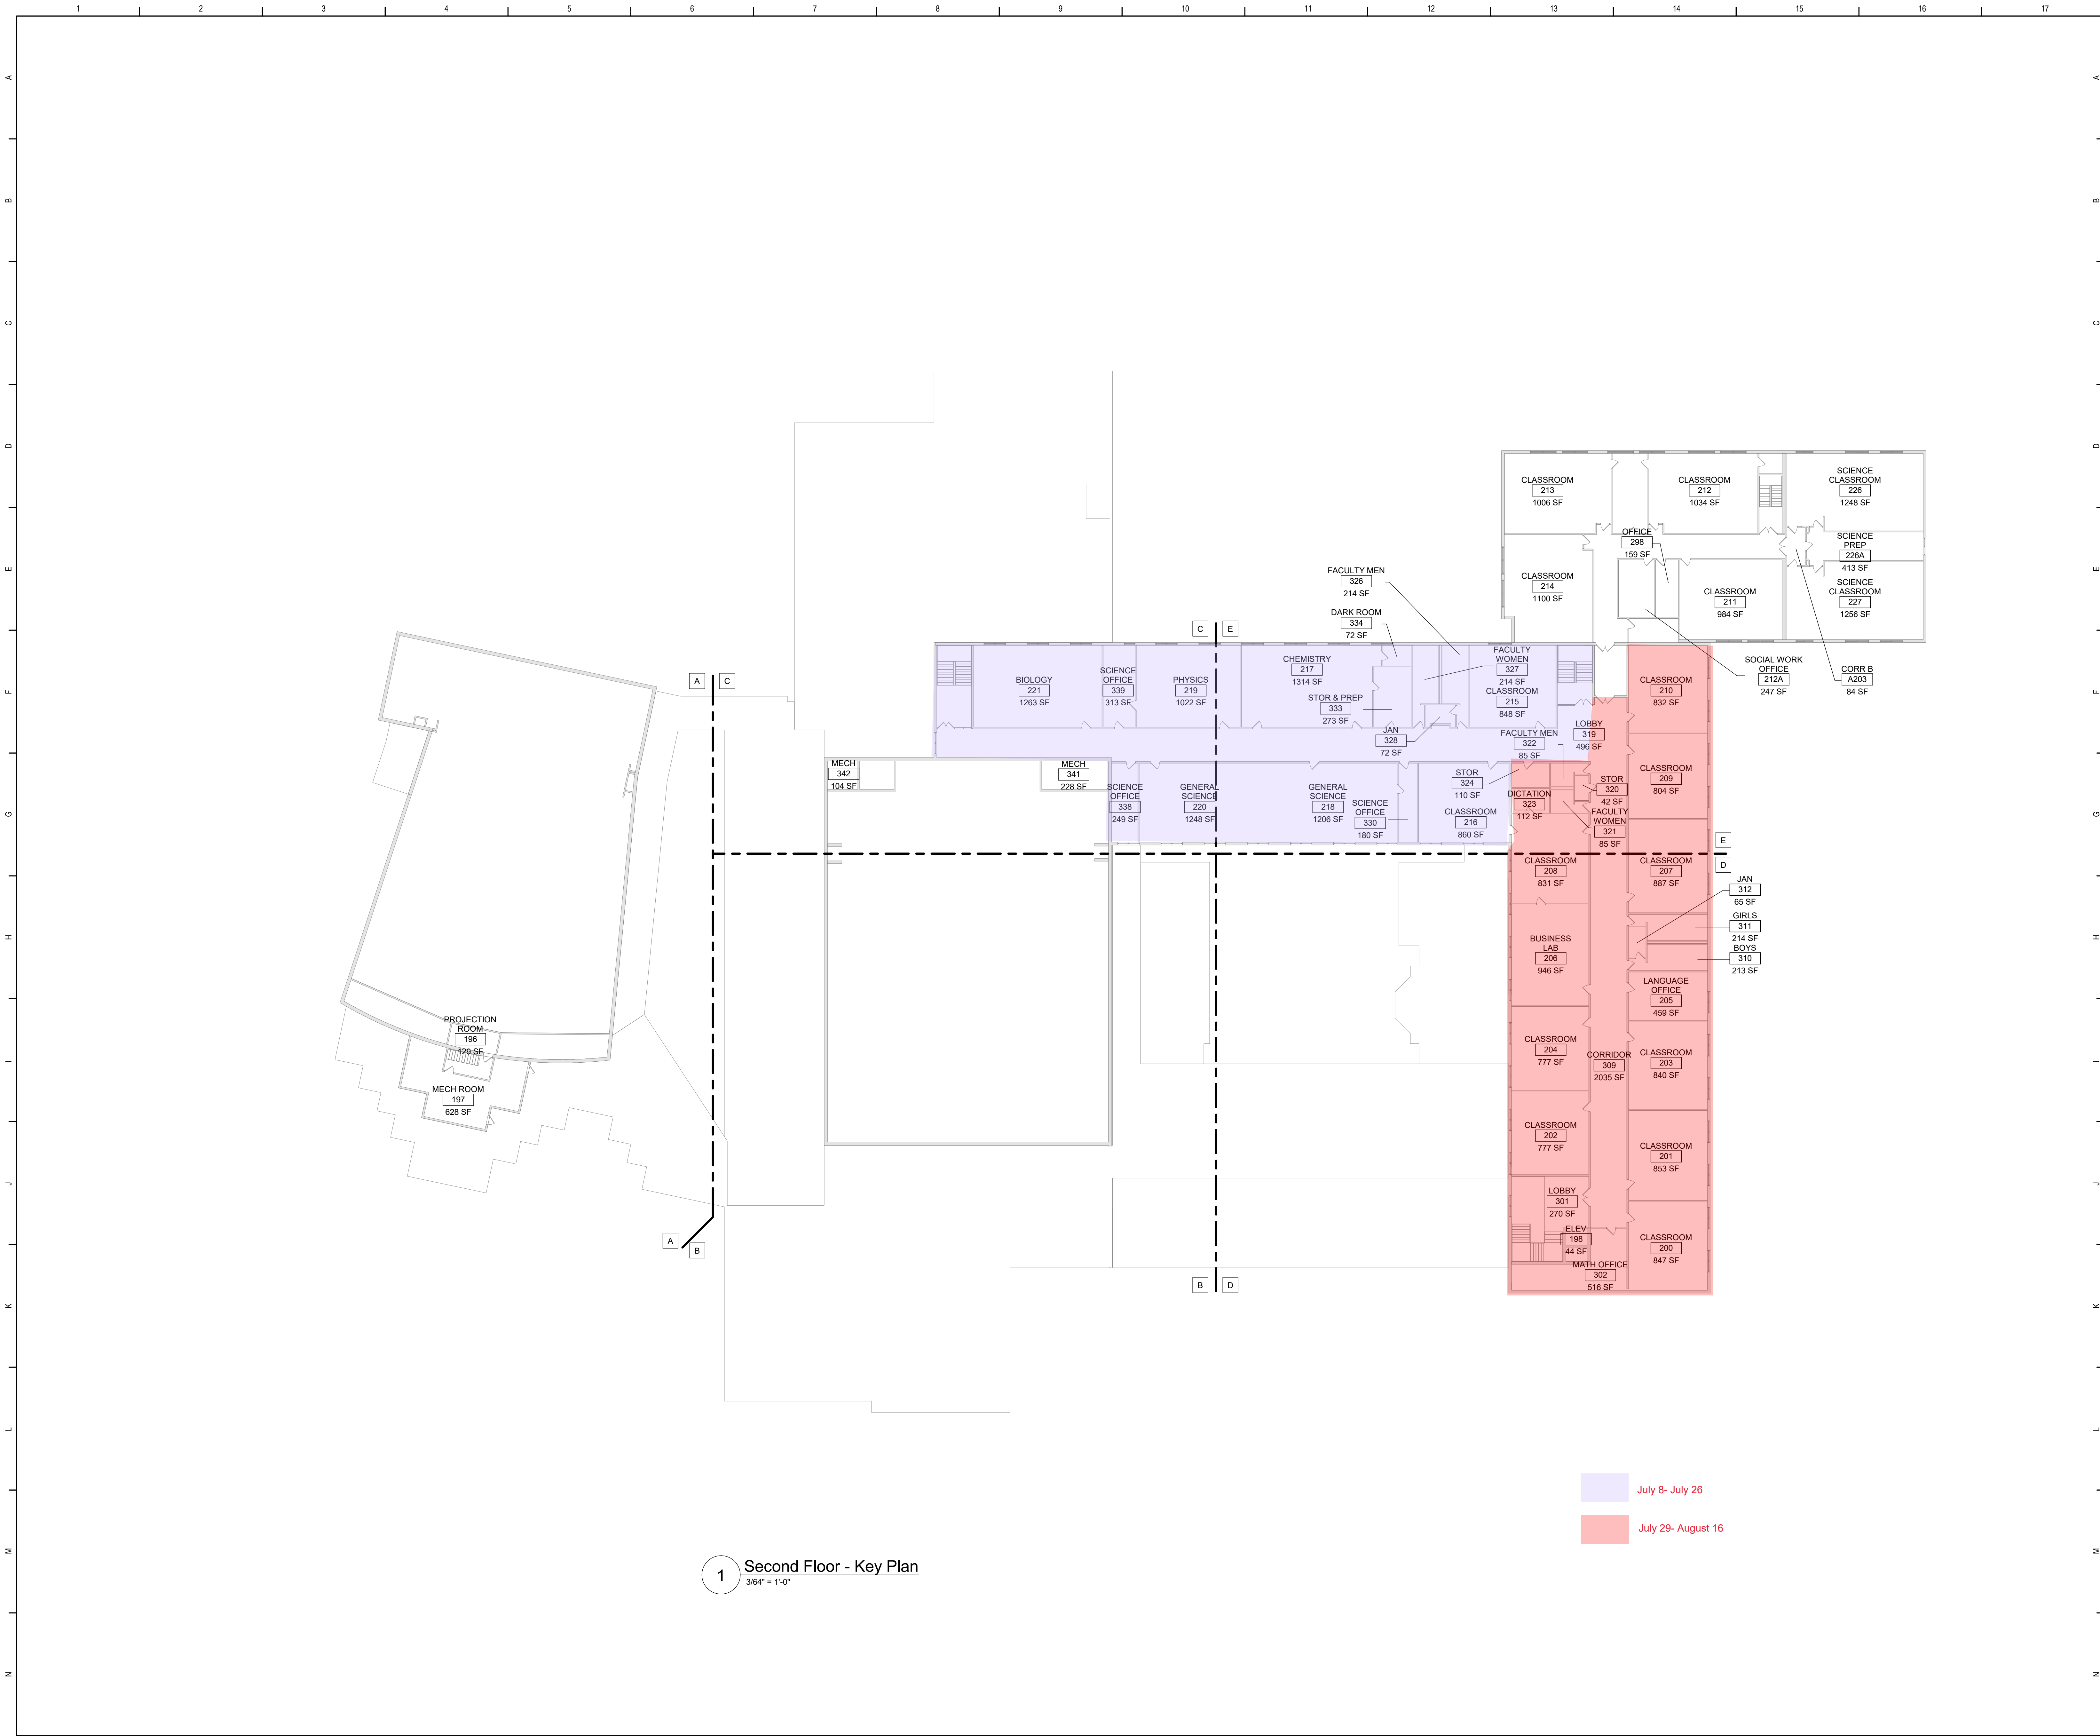 1 2 3 4 5 6 7 8 9 10 11 12 13 14 15 16 17
A A
B B
C C
D D
E E
F F
G G
H H
I I
J J
K K
L L
M M
N N
CLASSROOM
213
1006 SF
CLASSROOM
212
1034 SF
SCIENCE
CLASSROOM
226
1248 SF
OFFICE
298
159 SF
SCIENCE
PREP
226A
413 SF
CLASSROOM
214
1100 SF
CLASSROOM
211
984 SF
SCIENCE
CLASSROOM
227
1256 SF
FACULTY MEN
326
214 SF
DARK ROOM
334
72 SF
C E
A C
BIOLOGY
221
1263 SF
SCIENCE
OFFICE
339
313 SF
PHYSICS
219
1022 SF
CHEMISTRY
217
1314 SF
STOR & PREP
333
273 SF
FACULTY
WOMEN
327
214 SF
CLASSROOM
215
848 SF
CLASSROOM
210
832 SF
SOCIAL WORK
OFFICE
212A
247 SF
CORR B
A203
84 SF
JAN
328
72 SF
FACULTY MEN
322
85 SF
LOBBY
319
496 SF
MECH
342
104 SF
MECH
341
228 SF
SCIENCE
OFFICE
338
249 SF
GENERAL
SCIENCE
220
1248 SF
GENERAL
SCIENCE
218
1206 SF
SCIENCE
OFFICE
330
180 SF
STOR
324
110 SF
CLASSROOM
216
860 SF
DICTATION
323
112 SF
STOR
320
42 SF
FACULTY
WOMEN
321
85 SF
CLASSROOM
209
804 SF
E
D
CLASSROOM
208
831 SF
CLASSROOM
207
887 SF
JAN
312
65 SF
GIRLS
311
214 SF
BOYS
310
213 SF
BUSINESS
LAB
206
946 SF
LANGUAGE
OFFICE
205
459 SF
PROJECTION
ROOM
196
129 SF
MECH ROOM
197
628 SF
CLASSROOM
204
777 SF
CORRIDOR
309
2035 SF
CLASSROOM
203
840 SF
CLASSROOM
202
777 SF
CLASSROOM
201
853 SF
LOBBY
301
270 SF
ELEV
198
44 SF
CLASSROOM
200
847 SF
MATH OFFICE
302
516 SF
A
B
B D
July 8- July 26
July 29- August 16
1
Second Floor - Key Plan
3/64" = 1'-0"